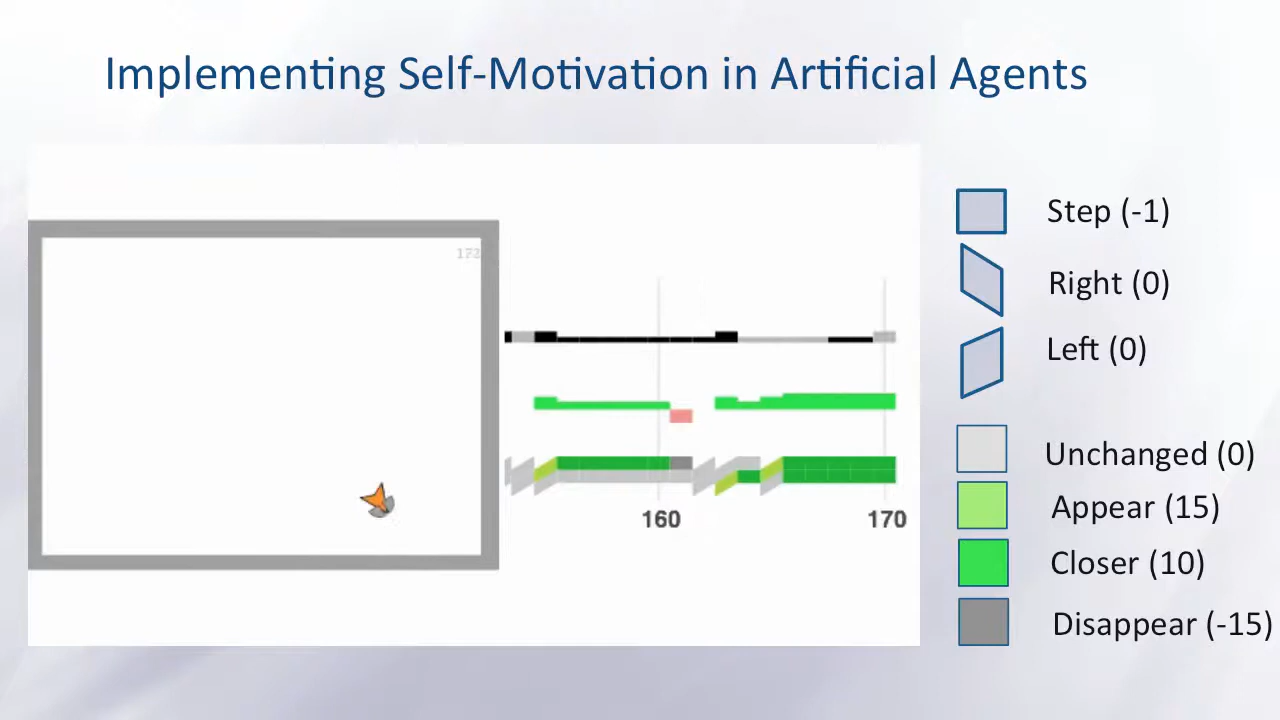 Implementing Self-Motivation in Artificial Agents
172
160
170
Step (-1)
Right (0)
Left (0)
Unchanged (0)
Appear (15)
Closer (10)
Disappear (-15)